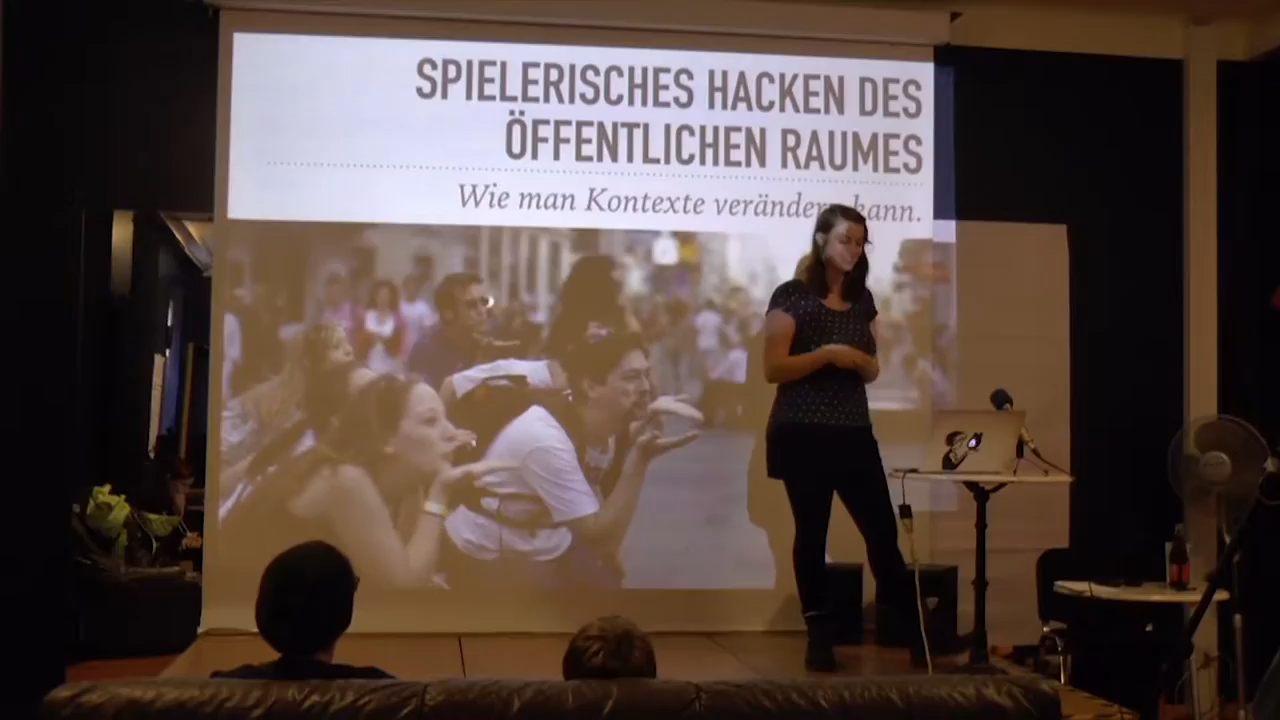 SPIELERISCHES HACKEN DES
ÖFFENTLICHEN RAUMES
Wie man Kontexte verändern kann.